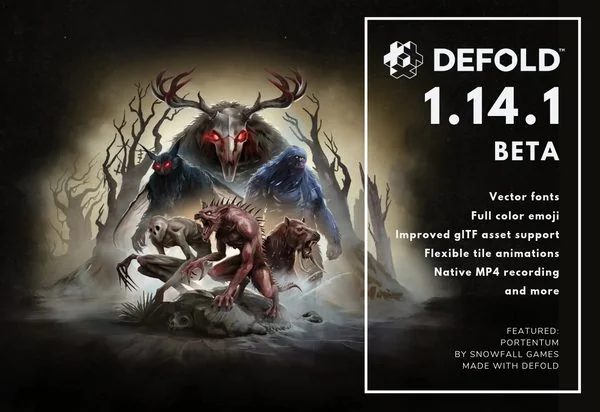 DEFOLD™
1.14.1
BETA
Vector fonts
Full color emoji
Improved glTF asset support
Flexible tile animations
Native MP4 recording
and more
FEATURED:
PORTENTUM
BY SNOWFALL GAMES
MADE WITH DEFOLD